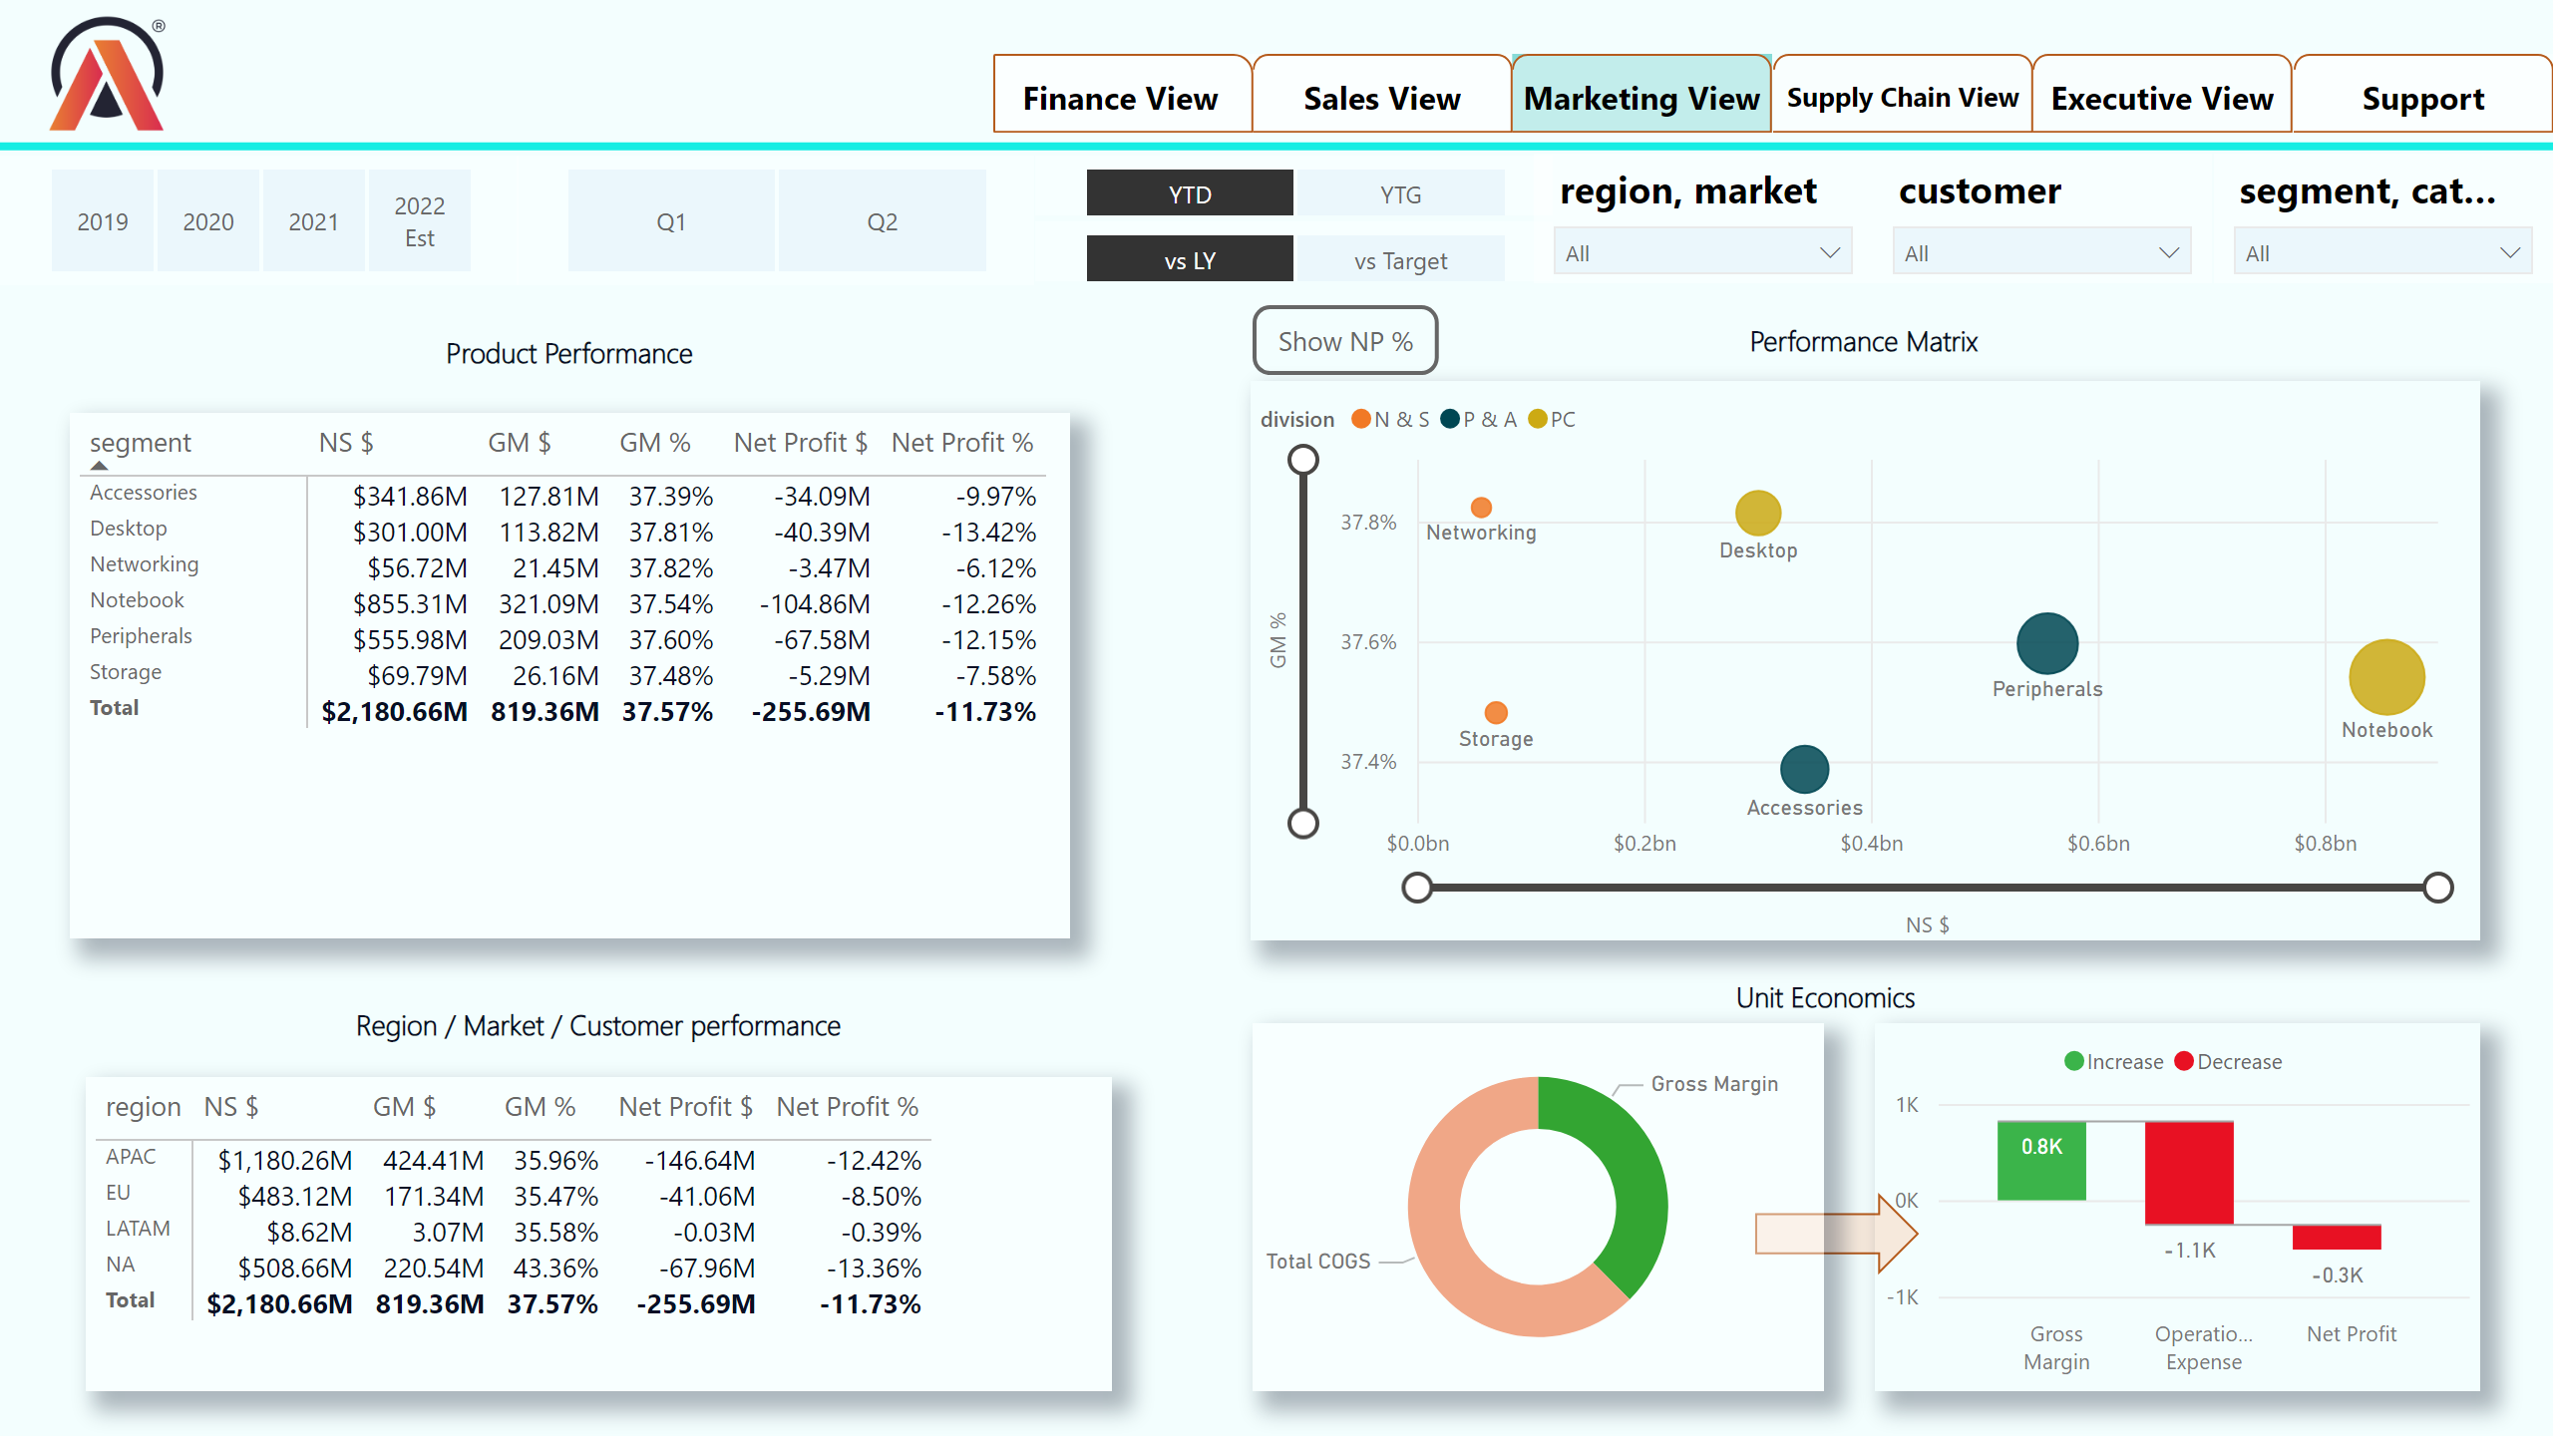 ®
Finance View
Sales View
Marketing View
Supply Chain View
Executive View
Support
2019
2020
2021
2022
Est
Q1
Q2
YTD
YTG
vs LY
vs Target
region, market
All
customer
All
segment, cat...
All
Product Performance
segment NS $ GM $ GM % Net Profit $ Net Profit %
Accessories $341.86M 127.81M 37.39% -34.09M -9.97%
Desktop $301.00M 113.82M 37.81% -40.39M -13.42%
Networking $56.72M 21.45M 37.82% -3.47M -6.12%
Notebook $855.31M 321.09M 37.54% -104.86M -12.26%
Peripherals $555.98M 209.03M 37.60% -67.58M -12.15%
Storage $69.79M 26.16M 37.48% -5.29M -7.58%
Total $2,180.66M 819.36M 37.57% -255.69M -11.73%
Show NP %
Performance Matrix
division N & S P & A PC
GM %
37.8%
37.6%
37.4%
Networking
Desktop
Peripherals
Notebook
Storage
Accessories
$0.0bn $0.2bn $0.4bn $0.6bn $0.8bn
NS $
Region / Market / Customer performance
region NS $ GM $ GM % Net Profit $ Net Profit %
APAC $1,180.26M 424.41M 35.96% -146.64M -12.42%
EU $483.12M 171.34M 35.47% -41.06M -8.50%
LATAM $8.62M 3.07M 35.58% -0.03M -0.39%
NA $508.66M 220.54M 43.36% -67.96M -13.36%
Total $2,180.66M 819.36M 37.57% -255.69M -11.73%
Unit Economics
Gross Margin
Total COGS
Increase Decrease
1K
0K
-1K
0.8K
-1.1K
-0.3K
Gross
Margin
Operatio...
Expense
Net Profit